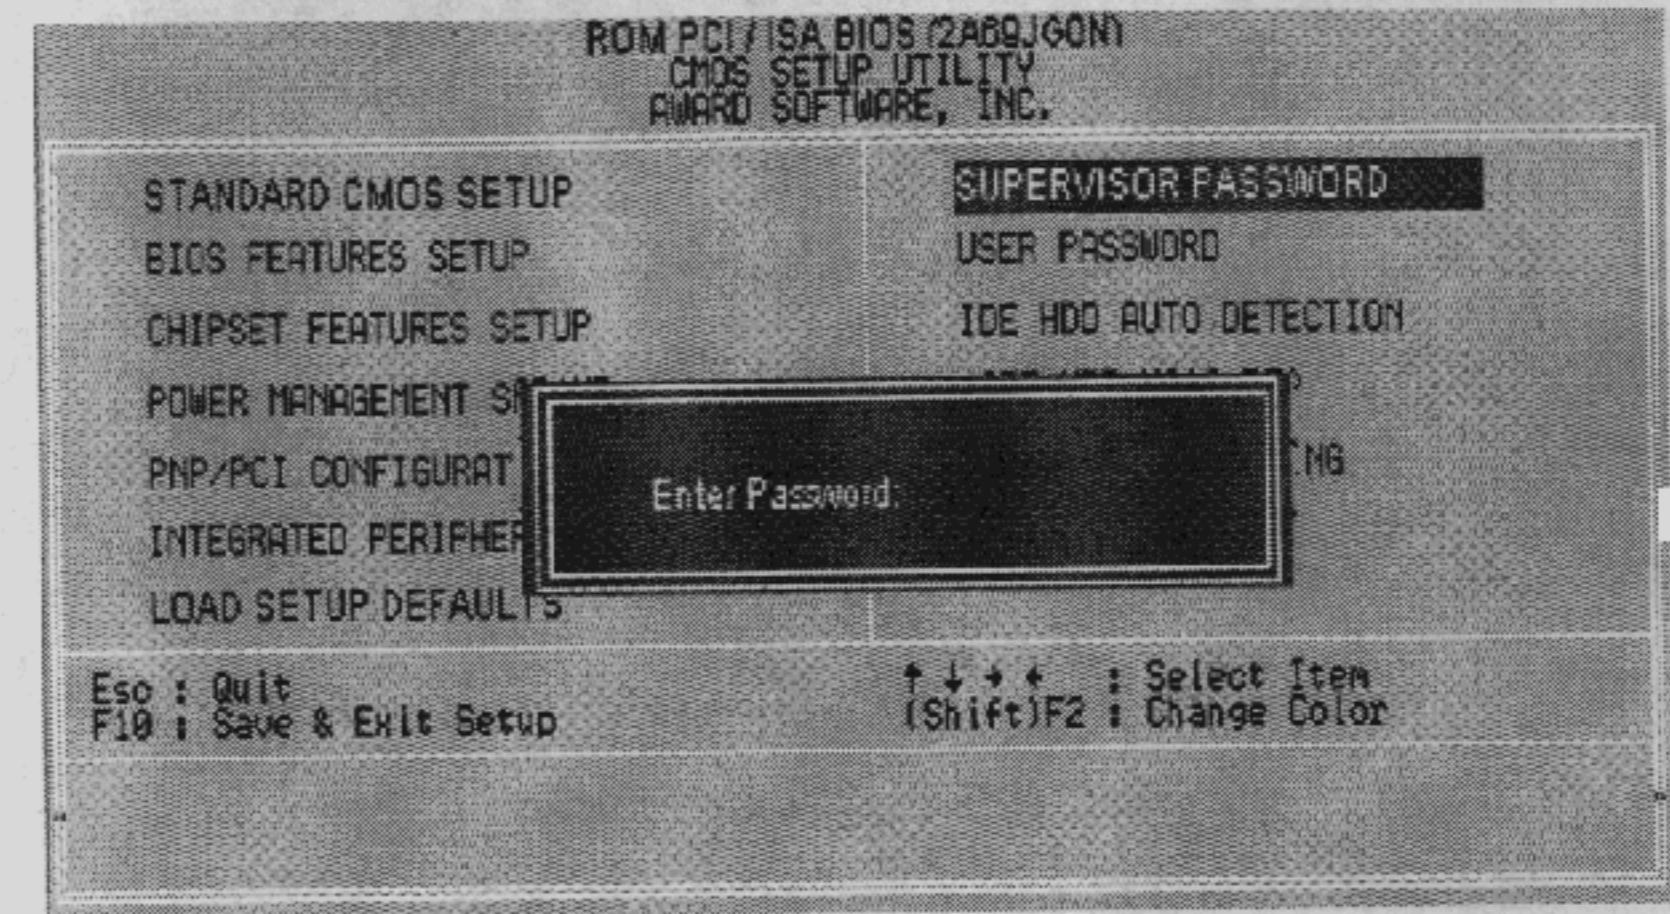 ROM PCI / ISA BIOS (2A69JG0N)
CMOS SETUP UTILITY
AWARD SOFTWARE, INC.
STANDARD CMOS SETUP
BIOS FEATURES SETUP
CHIPSET FEATURES SETUP
POWER MANAGEMENT
PNP/PCI CONFIGURAT
INTEGRATED PERIPHER
LOAD SETUP DEFAULTS
SUPERVISOR PASSWORD
USER PASSWORD
IDE HDD AUTO DETECTION
NG
Enter Password:
Esc : Quit
F10 : Save & Exit Setup
↑ ↓ → ← : Select Item
(Shift)F2 : Change Color